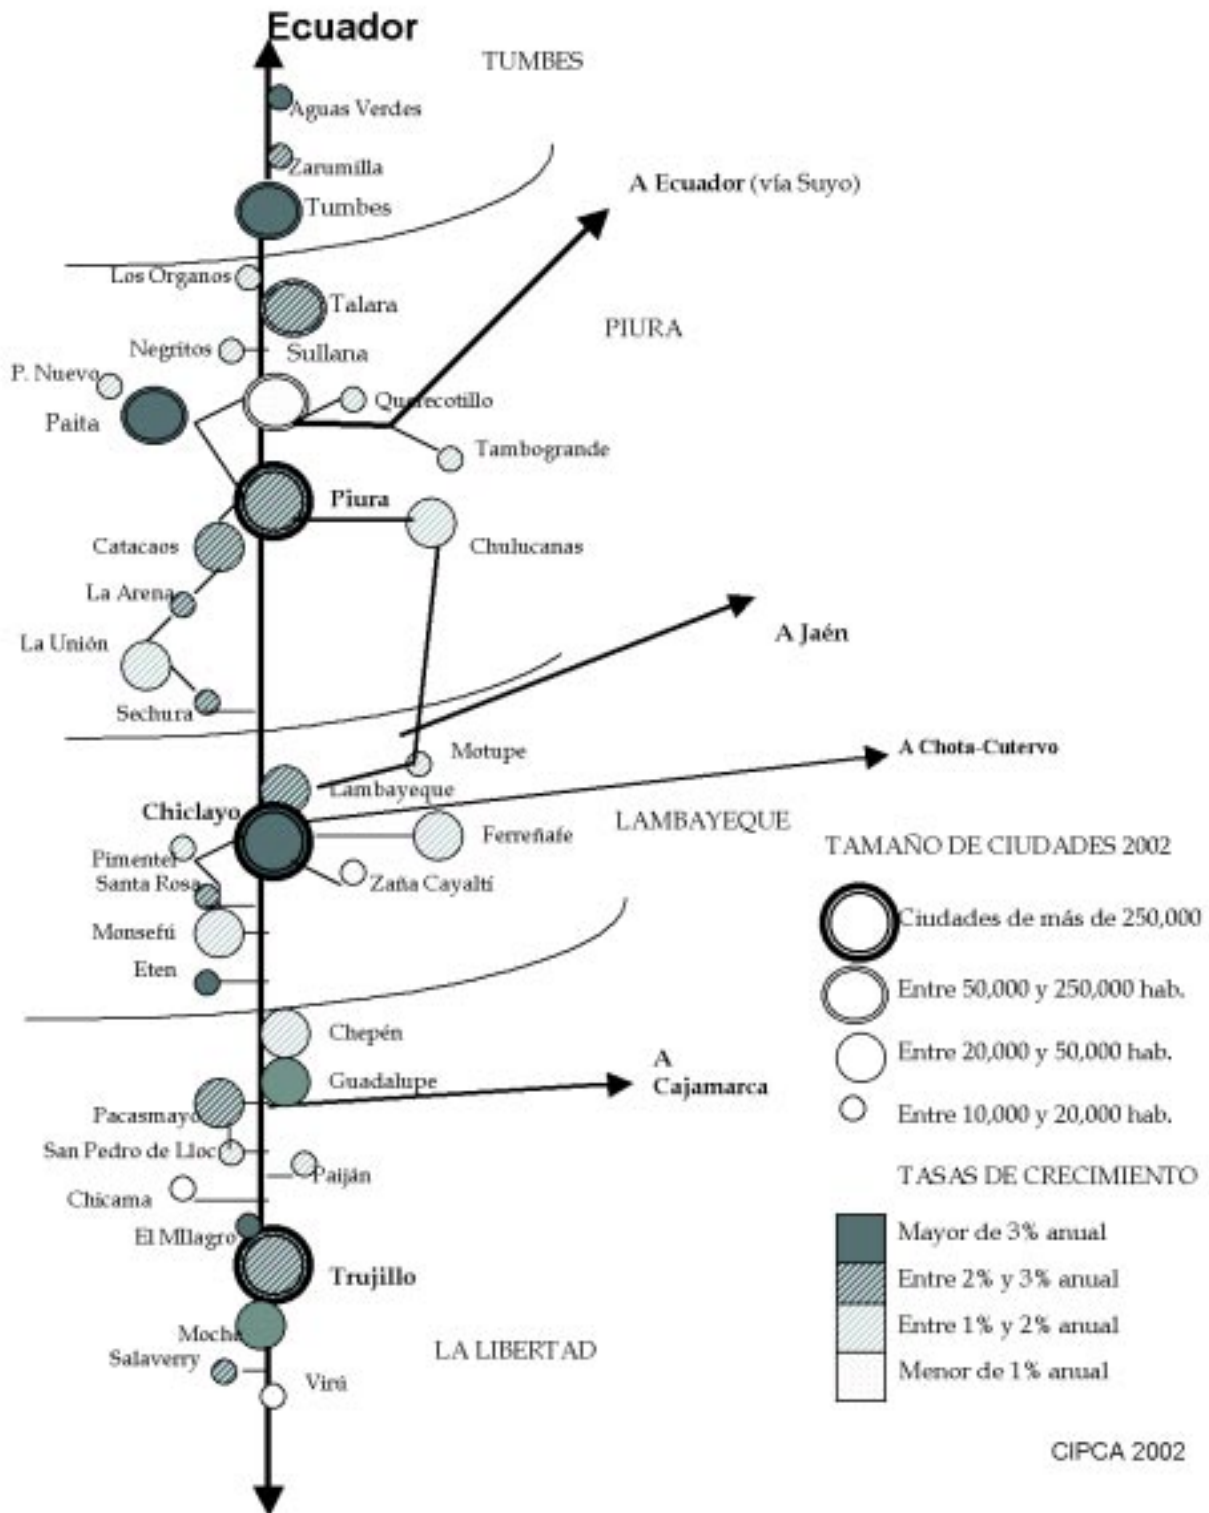 Ecuador
TUMBES
Aguas Verdes
Zarumilla
A Ecuador (vía Suyo)
Tumbes
Los Organos
Talara
PIURA
Negritos
Sullana
P. Nuevo
Querecotillo
Paita
Tambogrande
Piura
Catacaos
Chulucanas
La Arena
A Jaén
La Unión
Sechura
Motupe
A Chota-Cutervo
Lambayeque
Chiclayo
LAMBAYEQUE
Ferreñafe
Pimentel
Santa Rosa
Zaña Cayaltí
Monsefú
Eten
Chepén
Guadalupe
A
Cajamarca
Pacasmayo
San Pedro de Lloc
Paiján
Chicama
El MIlagro
Trujillo
Moche
LA LIBERTAD
Salaverry
Virú
TAMAÑO DE CIUDADES 2002
Ciudades de más de 250,000
Entre 50,000 y 250,000 hab.
Entre 20,000 y 50,000 hab.
Entre 10,000 y 20,000 hab.
TASAS DE CRECIMIENTO
Mayor de 3% anual
Entre 2% y 3% anual
Entre 1% y 2% anual
Menor de 1% anual
CIPCA 2002